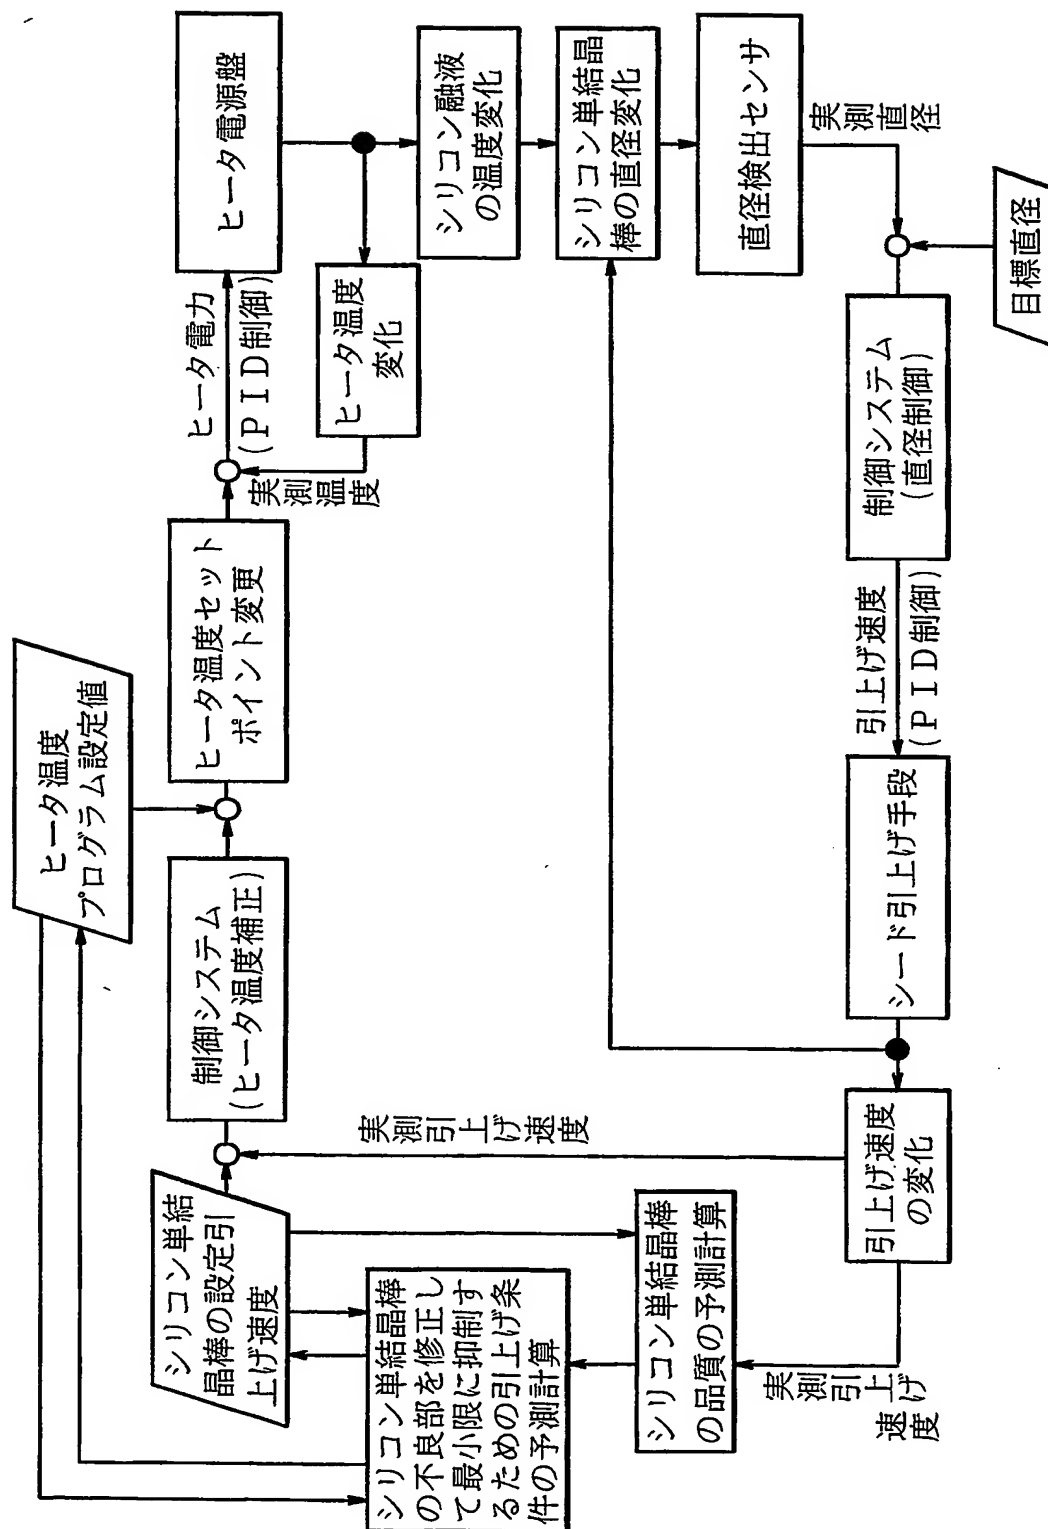 ヒータ温度
プログラム設定値
シリコン単結
晶棒の設定引
上げ速度
制御システム
(ヒータ温度補正)
ヒータ温度セット
ポイント変更
ヒータ電力
(PID制御)
実測
温度
ヒータ電源盤
ヒータ温度
変化
シリコン融液
の温度変化
シリコン単結晶
棒の直径変化
直径検出センサ
実測
直径
目標直径
制御システム
(直径制御)
引上げ速度
(PID制御)
シード引上げ手段
引上げ速度
の変化
実測引上げ速度
実測引上げ
速度
シリコン単結晶棒
の品質の予測計算
シリコン単結晶棒
の不良部を修正し
て最小限に抑制す
るための引上げ条
件の予測計算